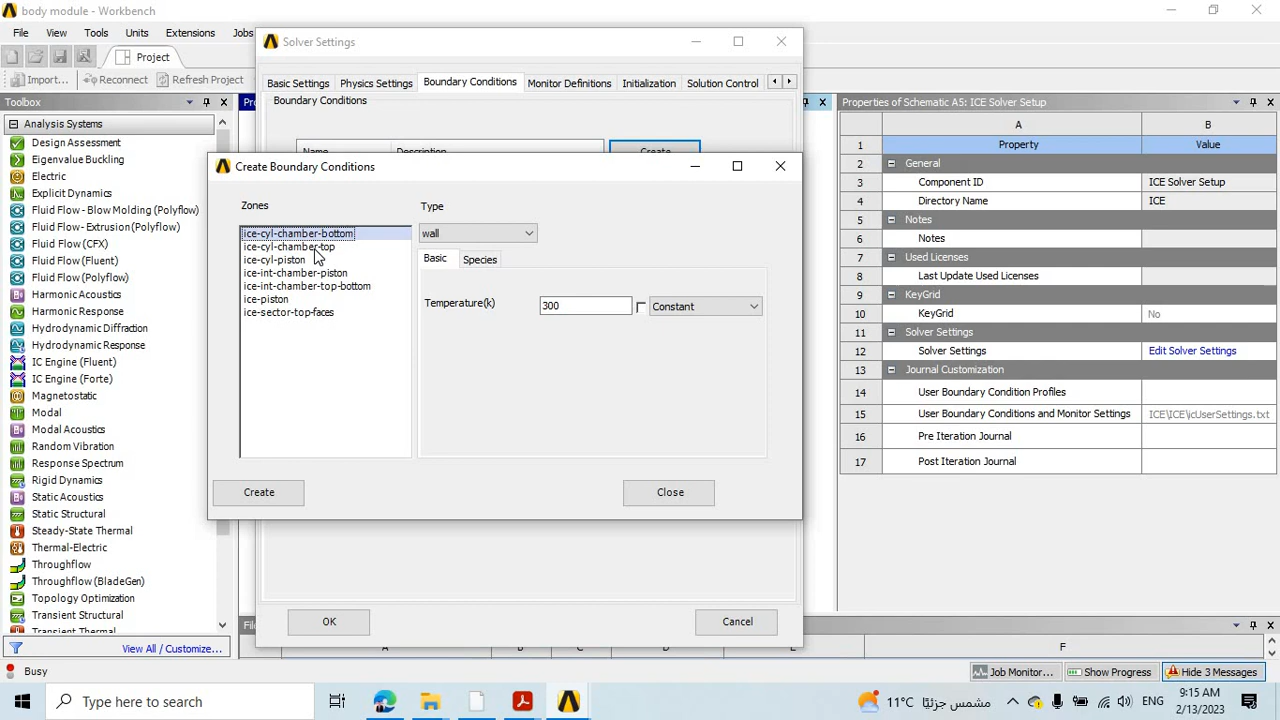 body module - Workbench
File View Tools Units Extensions Jobs
Project
Import... Reconnect Refresh Project
Toolbox
Analysis Systems
Design Assessment
Eigenvalue Buckling
Electric
Explicit Dynamics
Fluid Flow - Blow Molding (Polyflow)
Fluid Flow - Extrusion (Polyflow)
Fluid Flow (CFX)
Fluid Flow (Fluent)
Fluid Flow (Polyflow)
Harmonic Acoustics
Harmonic Response
Hydrodynamic Diffraction
Hydrodynamic Response
IC Engine (Fluent)
IC Engine (Forte)
Magnetostatic
Modal
Modal Acoustics
Random Vibration
Response Spectrum
Rigid Dynamics
Static Acoustics
Static Structural
Steady-State Thermal
Thermal-Electric
Throughflow
Throughflow (BladeGen)
Topology Optimization
Transient Structural
Transient Thermal
View All / Customize...
Busy
Solver Settings
Basic Settings Physics Settings Boundary Conditions Monitor Definitions Initialization Solution Control
Boundary Conditions
Name Description Create
Create Boundary Conditions
Zones
ice-cyl-chamber-bottom
ice-cyl-chamber-top
ice-cyl-piston
ice-int-chamber-piston
ice-int-chamber-top-bottom
ice-piston
ice-sector-top-faces
Type
wall
Basic Species
Temperature(k) 300 Constant
Create Close
OK Cancel
Properties of Schematic A5: ICE Solver Setup
A B
1 Property Value
2 General
3 Component ID ICE Solver Setup
4 Directory Name ICE
5 Notes
6 Notes
7 Used Licenses
8 Last Update Used Licenses
9 KeyGrid
10 KeyGrid No
11 Solver Settings
12 Solver Settings Edit Solver Settings
13 Journal Customization
14 User Boundary Condition Profiles
15 User Boundary Conditions and Monitor Settings ICE\ICE\icUserSettings.txt
16 Pre Iteration Journal
17 Post Iteration Journal
F
Job Monitor... Show Progress Hide 3 Messages
Type here to search
11°C مشمس جزئيًا
ENG
9:15 AM
2/13/2023